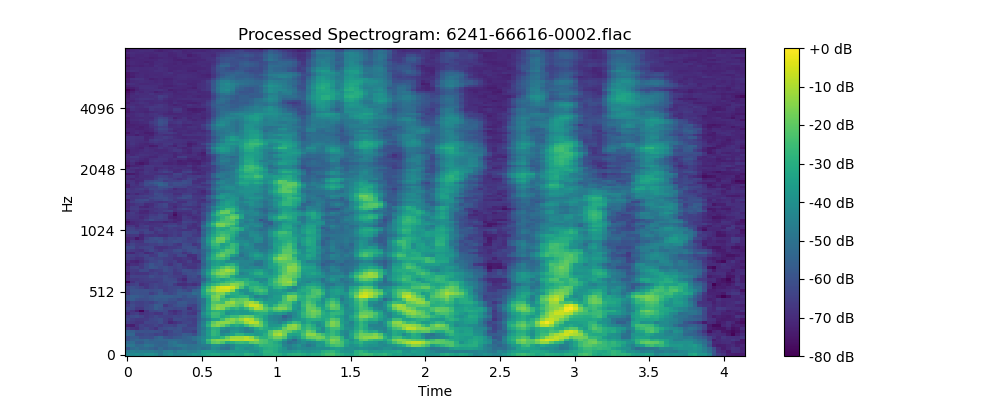 Processed Spectrogram: 6241-66616-0002.flac
Hz
4096
2048
1024
512
0
0 0.5 1 1.5 2 2.5 3 3.5 4
Time
+0 dB
-10 dB
-20 dB
-30 dB
-40 dB
-50 dB
-60 dB
-70 dB
-80 dB